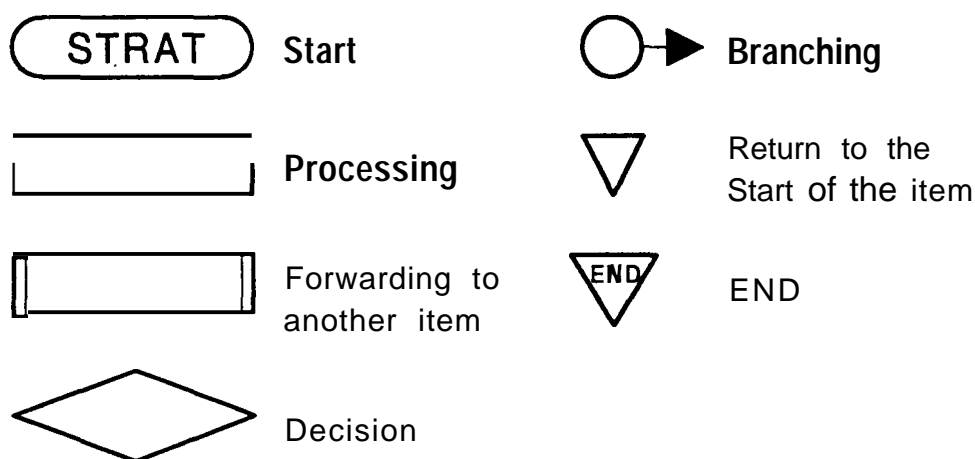 STRAT Start
Branching
Processing
Return to the
Start of the item
Forwarding to
another item
END
END
Decision